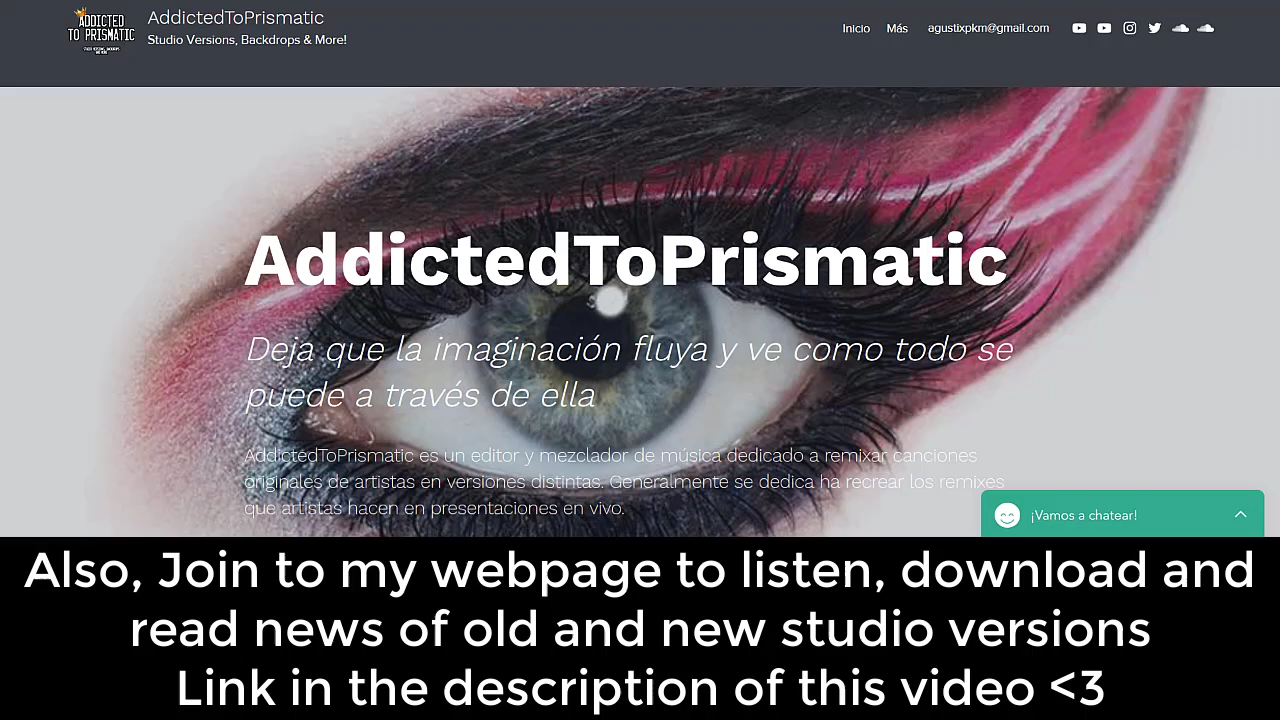 ADDICTED
TO PRISMATIC
AddictedToPrismatic
Studio Versions, Backdrops & More!
Inicio Más agustixpkm@gmail.com
AddictedToPrismatic
Deja que la imaginación fluya y ve como todo se
puede a través de ella
AddictedToPrismatic es un editor y mezclador de música dedicado a remixar canciones
originales de artistas en versiones distintas. Generalmente se dedica ha recrear los remixes
que artistas hacen en presentaciones en vivo.
¡Vamos a chatear!
Also, Join to my webpage to listen, download and
read news of old and new studio versions
Link in the description of this video <3